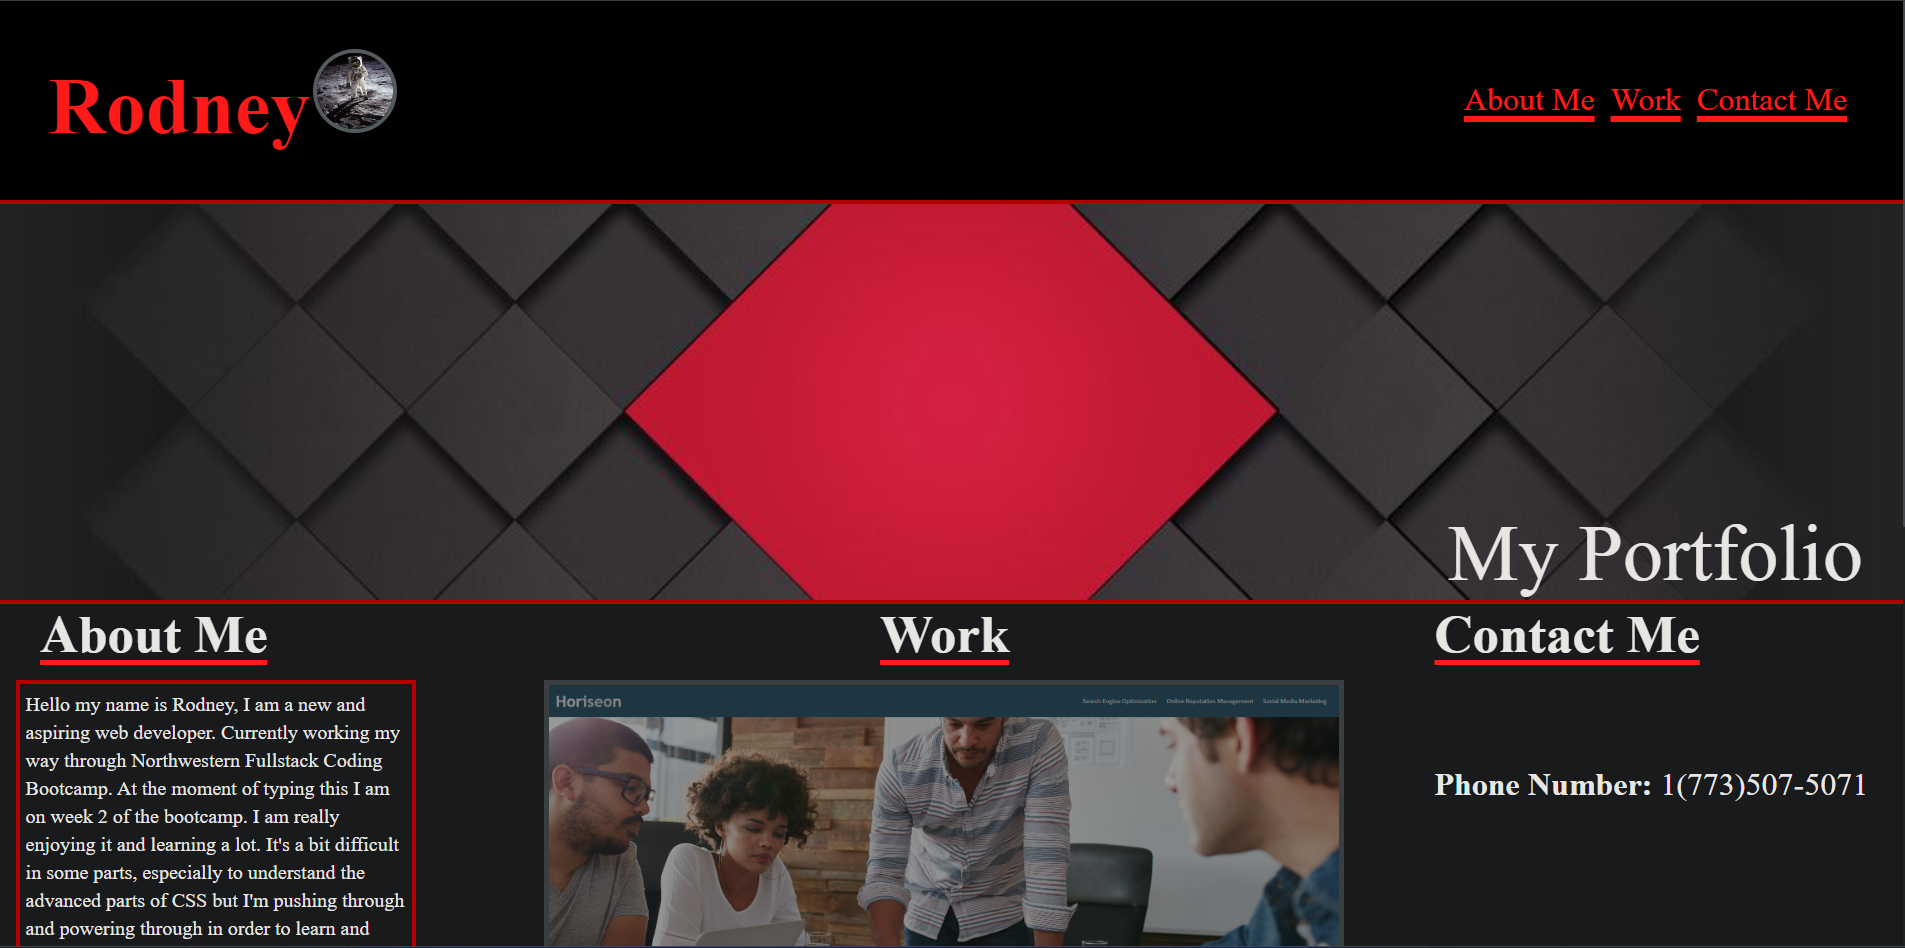 Rodney
About Me Work Contact Me
My Portfolio
About Me
Hello my name is Rodney, I am a new and
aspiring web developer. Currently working my
way through Northwestern Fullstack Coding
Bootcamp. At the moment of typing this I am
on week 2 of the bootcamp. I am really
enjoying it and learning a lot. It's a bit difficult
in some parts, especially to understand the
advanced parts of CSS but I'm pushing through
and powering through in order to learn and
Work
Horiseon
Search Engine Optimization Online Reputation Management Social Media Marketing
Contact Me
Phone Number: 1(773)507-5071